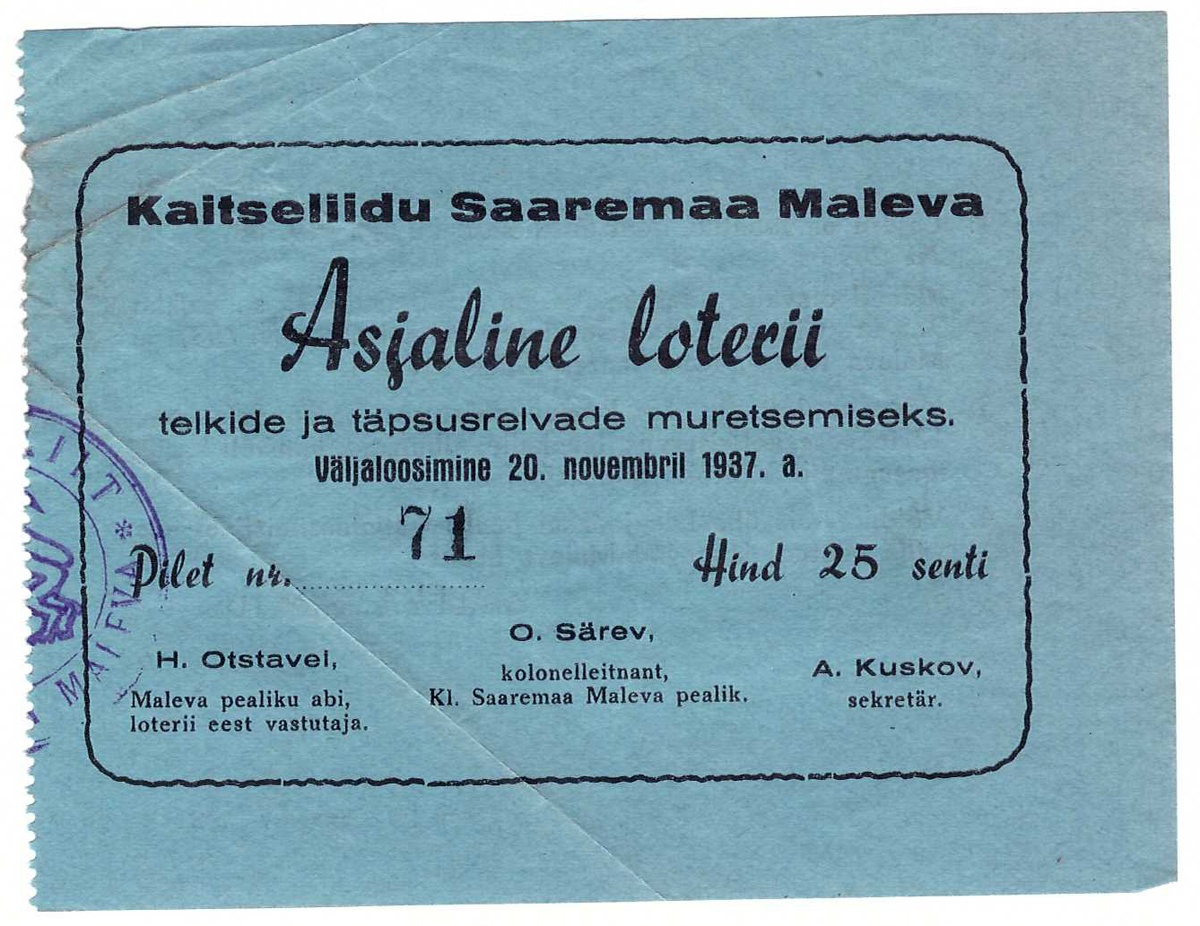 Kaitseliidu Saaremaa Maleva
Asjaline loterii
telkide ja täpsusrelvade muretsemiseks.
Väljaloosimine 20. novembril 1937. a.
Pilet nr. 71
Hind 25 senti
H. Otstavel,
Maleva pealiku abi,
loterii eest vastutaja.
O. Särev,
kolonelleitnant,
Kl. Saaremaa Maleva pealik.
A. Kuskov,
sekretär.
MALEVA *